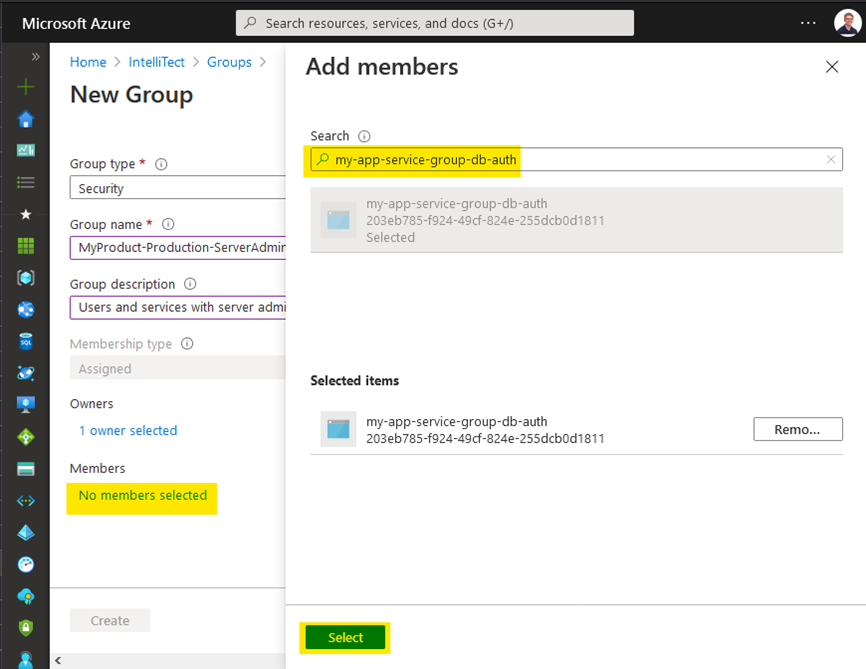 Microsoft Azure
Search resources, services, and docs (G+/)
Home > IntelliTect > Groups >
New Group
Group type *
Security
Group name *
MyProduct-Production-ServerAdmin
Group description
Users and services with server admi
Membership type
Assigned
Owners
1 owner selected
Members
No members selected
Create
Add members
Search
my-app-service-group-db-auth
my-app-service-group-db-auth
203eb785-f924-49cf-824e-255dcb0d1811
Selected
Selected items
my-app-service-group-db-auth
203eb785-f924-49cf-824e-255dcb0d1811
Remo...
Select